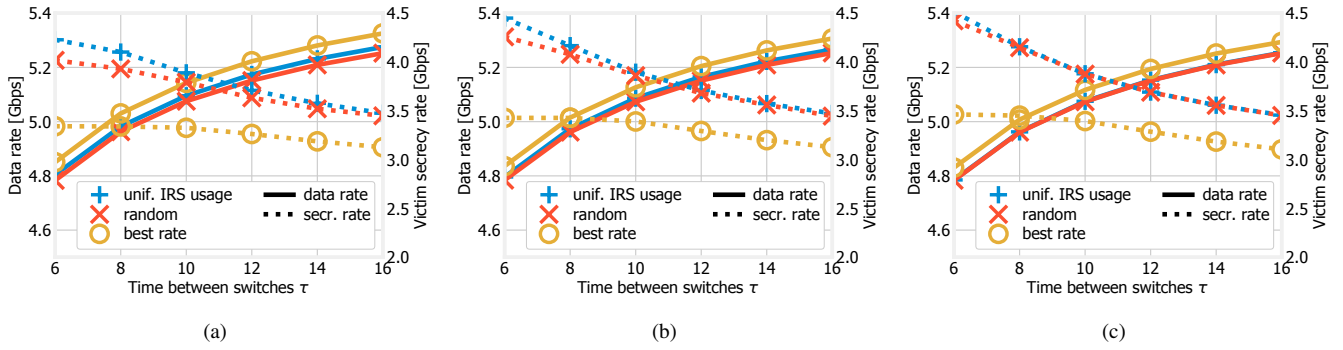 5.4
5.2
5.0
4.8
4.6
Data rate [Gbps]
4.5
4.0
3.5
3.0
2.5
2.0
Victim secrecy rate [Gbps]
unif. IRS usage
random
best rate
data rate
secr. rate
6 8 10 12 14 16
Time between switches τ
(a)
5.4
5.2
5.0
4.8
4.6
Data rate [Gbps]
4.5
4.0
3.5
3.0
2.5
2.0
Victim secrecy rate [Gbps]
unif. IRS usage
random
best rate
data rate
secr. rate
6 8 10 12 14 16
Time between switches τ
(b)
5.4
5.2
5.0
4.8
4.6
Data rate [Gbps]
4.5
4.0
3.5
3.0
2.5
2.0
Victim secrecy rate [Gbps]
unif. IRS usage
random
best rate
data rate
secr. rate
6 8 10 12 14 16
Time between switches τ
(c)